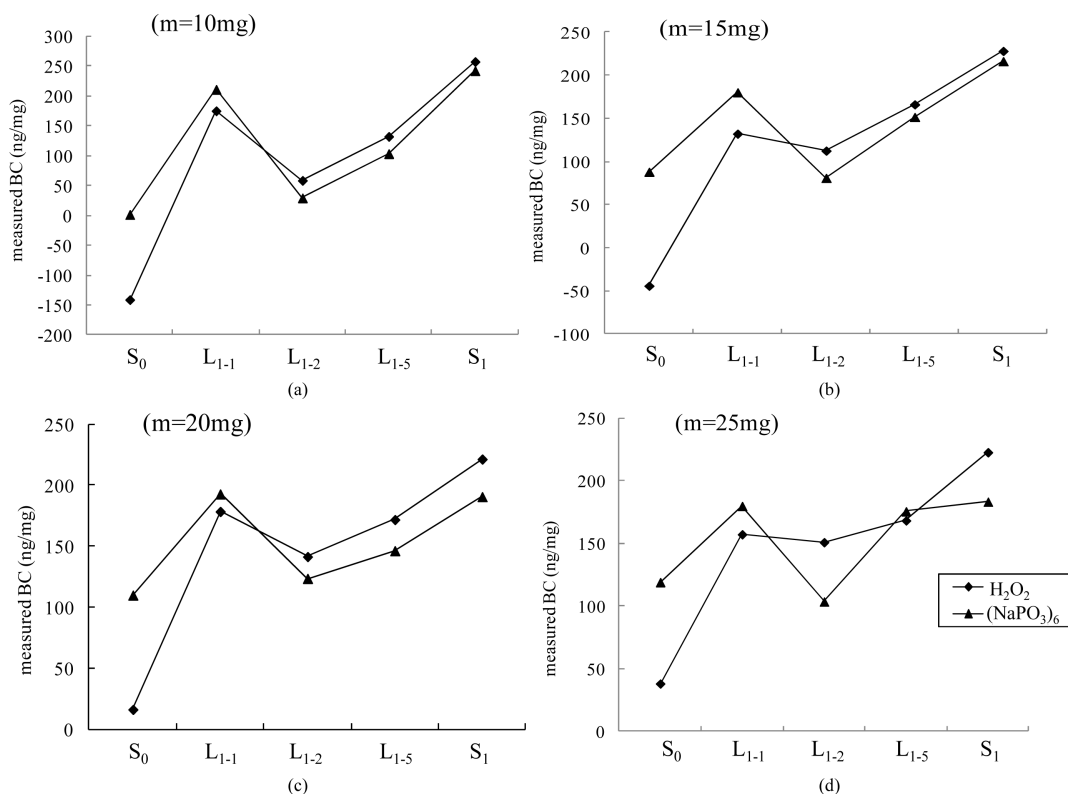 (m=10mg)
measured BC (ng/mg)
300
250
200
150
100
50
0
-50
-100
-150
-200
S₀ L₁₋₁ L₁₋₂ L₁₋₅ S₁
(a)
(m=15mg)
measured BC (ng/mg)
250
200
150
100
50
0
-50
-100
S₀ L₁₋₁ L₁₋₂ L₁₋₅ S₁
(b)
(m=20mg)
measured BC (ng/mg)
250
200
150
100
50
0
S₀ L₁₋₁ L₁₋₂ L₁₋₅ S₁
(c)
(m=25mg)
measured BC (ng/mg)
250
200
150
100
50
0
S₀ L₁₋₁ L₁₋₂ L₁₋₅ S₁
(d)
H₂O₂
(NaPO₃)₆